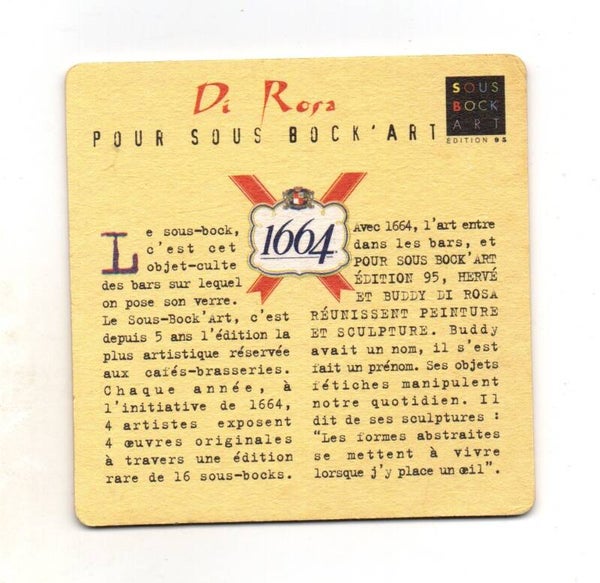 Di Rosa
POUR SOUS BOCK'ART
SOUS
BOCK
ART
EDITION 95
1664
Le sous-bock,
c'est cet
objet-culte
des bars sur lequel
on pose son verre.
Le Sous-Bock'Art, c'est
depuis 5 ans l'édition la
plus artistique réservée
aux cafés-brasseries.
Chaque année, à
l'initiative de 1664,
4 artistes exposent
4 œuvres originales
à travers une édition
rare de 16 sous-bocks.
Avec 1664, l'art entre
dans les bars, et
POUR SOUS BOCK'ART
ÉDITION 95, HERVÉ
ET BUDDY DI ROSA
RÉUNISSENT PEINTURE
ET SCULPTURE. Buddy
avait un nom, il s'est
fait un prénom. Ses objets
fétiches manipulent
notre quotidien. Il
dit de ses sculptures :
"Les formes abstraites
se mettent à vivre
lorsque j'y place un œil".